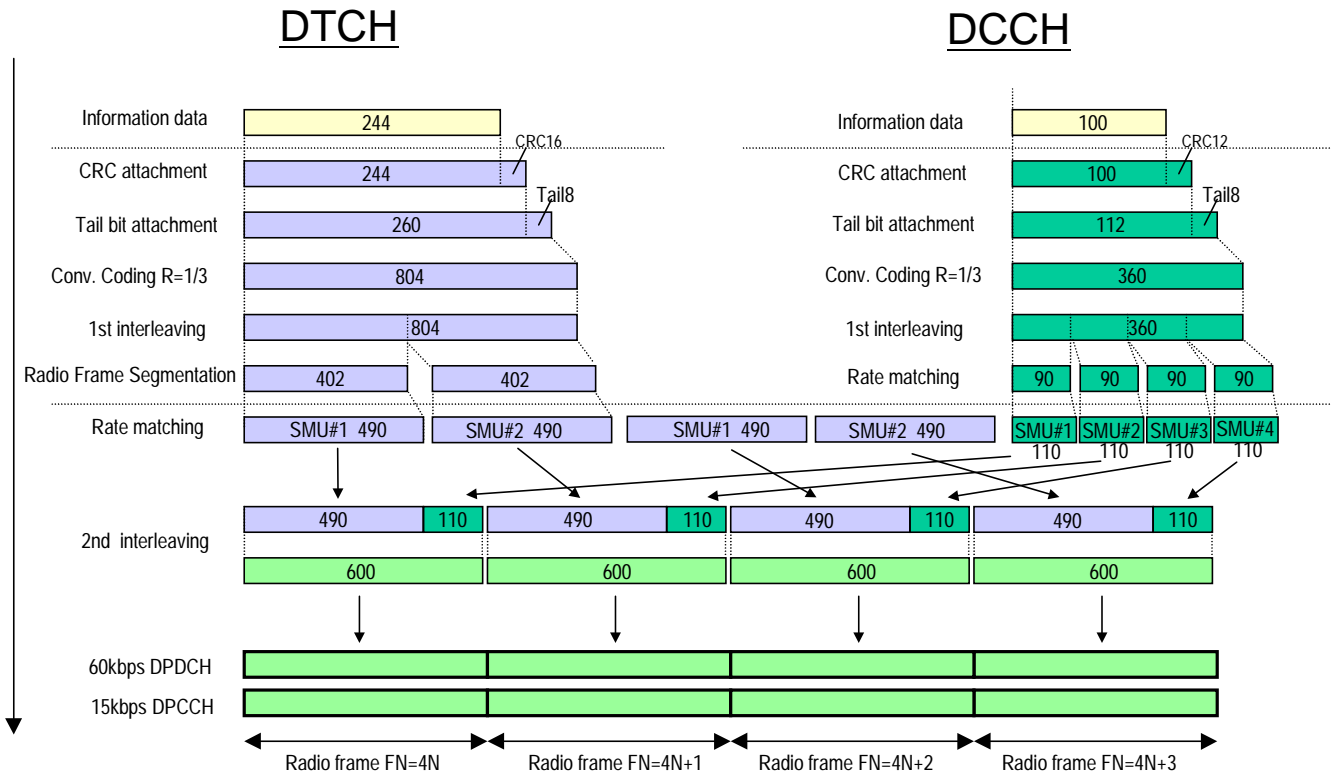 DTCH
DCCH
Information data
244
Information data
100
CRC16
CRC12
CRC attachment
244
CRC attachment
100
Tail8
Tail8
Tail bit attachment
260
Tail bit attachment
112
Conv. Coding R=1/3
804
Conv. Coding R=1/3
360
1st interleaving
804
1st interleaving
360
Radio Frame Segmentation
402
402
Rate matching
90
90
90
90
Rate matching
SMU#1 490
SMU#2 490
SMU#1 490
SMU#2 490
SMU#1
110
SMU#2
110
SMU#3
110
SMU#4
110
2nd interleaving
490
110
490
110
490
110
490
110
600
600
600
600
60kbps DPDCH
15kbps DPCCH
Radio frame FN=4N
Radio frame FN=4N+1
Radio frame FN=4N+2
Radio frame FN=4N+3